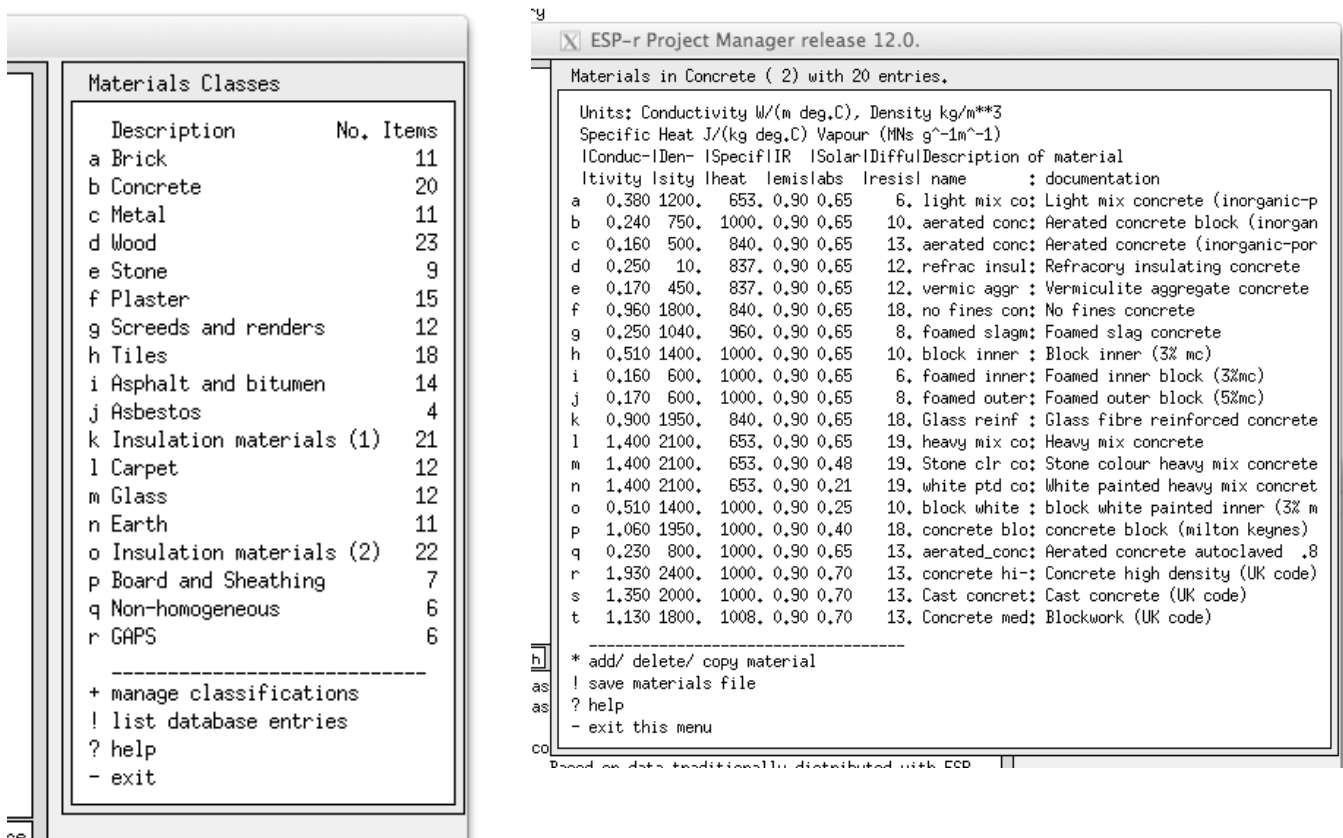 Materials Classes
Description No. Items
a Brick 11
b Concrete 20
c Metal 11
d Wood 23
e Stone 9
f Plaster 15
g Screeds and renders 12
h Tiles 18
i Asphalt and bitumen 14
j Asbestos 4
k Insulation materials (1) 21
l Carpet 12
m Glass 12
n Earth 11
o Insulation materials (2) 22
p Board and Sheathing 7
q Non-homogeneous 6
r GAPS 6
+ manage classifications
! list database entries
? help
- exit
ry
ESP-r Project Manager release 12.0.
Materials in Concrete ( 2) with 20 entries.
Units: Conductivity W/(m deg.C), Density kg/m**3
Specific Heat J/(kg deg.C) Vapour (MNs g^-1m^-1)
|Conduc-|Den- |Specif|IR |Solar|Diffu|Description of material
|tivity |sity |heat |emis|abs |resis| name : documentation
a 0.380 1200. 653. 0.90 0.65 6. light mix co: Light mix concrete (inorganic-p
b 0.240 750. 1000. 0.90 0.65 10. aerated conc: Aerated concrete block (inorgan
c 0.160 500. 840. 0.90 0.65 13. aerated conc: Aerated concrete (inorganic-por
d 0.250 10. 837. 0.90 0.65 12. refrac insul: Refracory insulating concrete
e 0.170 450. 837. 0.90 0.65 12. vermic aggr : Vermiculite aggregate concrete
f 0.960 1800. 840. 0.90 0.65 18. no fines con: No fines concrete
g 0.250 1040. 960. 0.90 0.65 8. foamed slagm: Foamed slag concrete
h 0.510 1400. 1000. 0.90 0.65 10. block inner : Block inner (3% mc)
i 0.160 600. 1000. 0.90 0.65 6. foamed inner: Foamed inner block (3%mc)
j 0.170 600. 1000. 0.90 0.65 8. foamed outer: Foamed outer block (5%mc)
k 0.900 1950. 840. 0.90 0.65 18. Glass reinf : Glass fibre reinforced concrete
l 1.400 2100. 653. 0.90 0.65 19. heavy mix co: Heavy mix concrete
m 1.400 2100. 653. 0.90 0.48 19. Stone clr co: Stone colour heavy mix concrete
n 1.400 2100. 653. 0.90 0.21 19. white ptd co: White painted heavy mix concret
o 0.510 1400. 1000. 0.90 0.25 10. block white : block white painted inner (3% m
p 1.060 1950. 1000. 0.90 0.40 18. concrete blo: concrete block (milton keynes)
q 0.230 800. 1000. 0.90 0.65 13. aerated_conc: Aerated concrete autoclaved .8
r 1.930 2400. 1000. 0.90 0.70 13. concrete hi-: Concrete high density (UK code)
s 1.350 2000. 1000. 0.90 0.70 13. Cast concret: Cast concrete (UK code)
t 1.130 1800. 1008. 0.90 0.70 13. Concrete med: Blockwork (UK code)
* add/ delete/ copy material
! save materials file
? help
- exit this menu
h
as
as
co
Based on data traditionally distributed with ESP